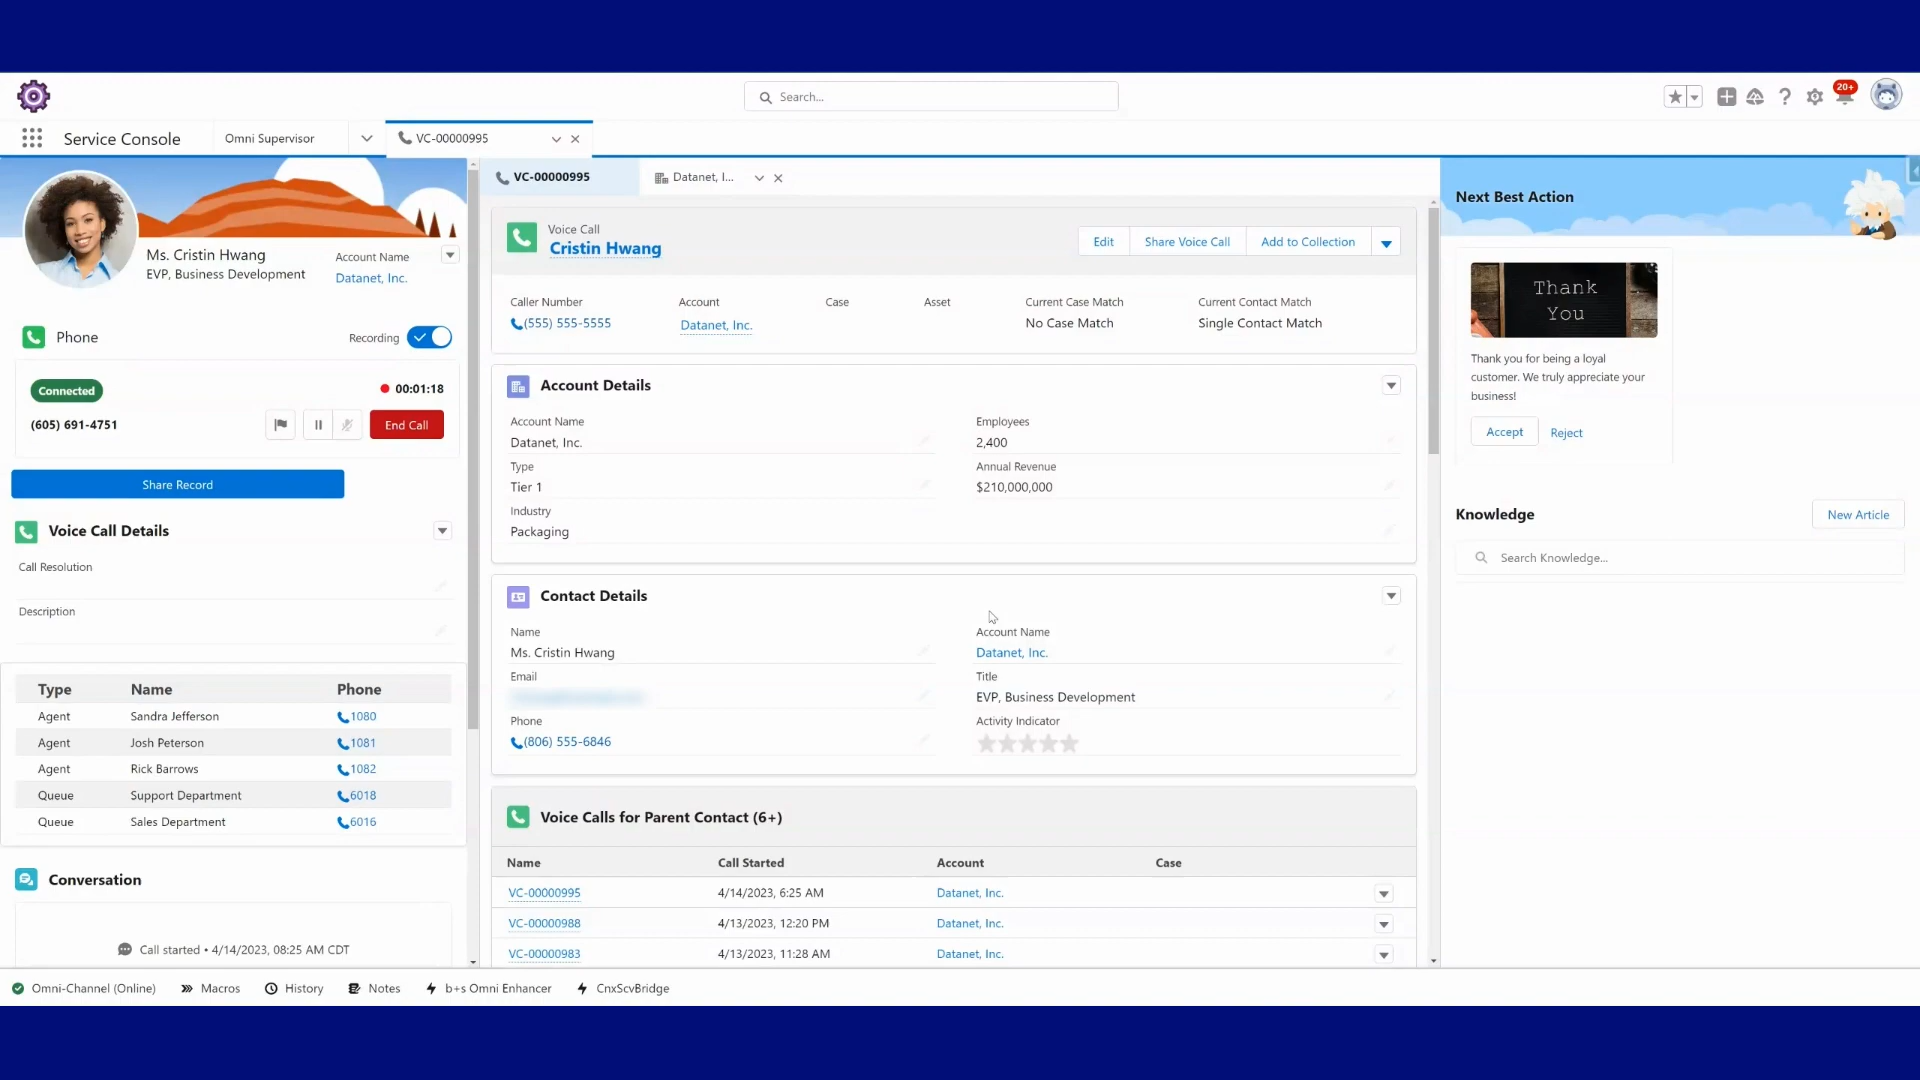 Search...
20+
Service Console
Omni Supervisor
VC-00000995
VC-00000995
Datanet, I...
Ms. Cristin Hwang
EVP, Business Development
Account Name
Datanet, Inc.
Phone
Recording
Connected
00:01:18
(605) 691-4751
End Call
Share Record
Voice Call Details
Call Resolution
Description
Type Name Phone
Agent Sandra Jefferson 1080
Agent Josh Peterson 1081
Agent Rick Barrows 1082
Queue Support Department 6018
Queue Sales Department 6016
Conversation
Call started • 4/14/2023, 08:25 AM CDT
Voice Call
Cristin Hwang
Edit Share Voice Call Add to Collection
Caller Number Account Case Asset Current Case Match Current Contact Match
(555) 555-5555 Datanet, Inc. No Case Match Single Contact Match
Account Details
Account Name Employees
Datanet, Inc. 2,400
Type Annual Revenue
Tier 1 $210,000,000
Industry
Packaging
Contact Details
Name Account Name
Ms. Cristin Hwang Datanet, Inc.
Email Title
EVP, Business Development
Phone Activity Indicator
(806) 555-6846
Voice Calls for Parent Contact (6+)
Name Call Started Account Case
VC-00000995 4/14/2023, 6:25 AM Datanet, Inc.
VC-00000988 4/13/2023, 12:20 PM Datanet, Inc.
VC-00000983 4/13/2023, 11:28 AM Datanet, Inc.
Next Best Action
Thank
You
Thank you for being a loyal
customer. We truly appreciate your
business!
Accept Reject
Knowledge
New Article
Search Knowledge...
Omni-Channel (Online) Macros History Notes b+s Omni Enhancer CnxScvBridge